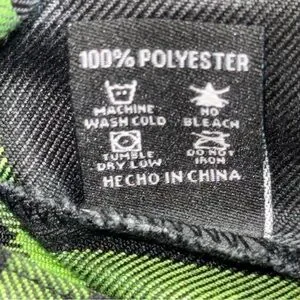 100% POLYESTER
MACHINE WASH COLD
NO BLEACH
TUMBLE DRY LOW
DO NOT IRON
HECHO IN CHINA